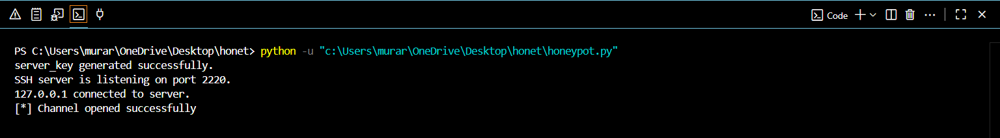 Code
PS C:\Users\murar\OneDrive\Desktop\honet> python -u "c:\Users\murar\OneDrive\Desktop\honet\honeypot.py"
server_key generated successfully.
SSH server is listening on port 2220.
127.0.0.1 connected to server.
[*] Channel opened successfully